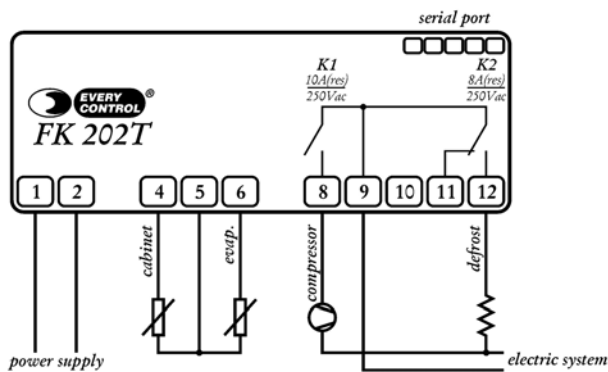 serial port
K1
10A(res)
250Vac
K2
8A(res)
250Vac
EVERY
CONTROL®
FK 202T
1 2 4 5 6 8 9 10 11 12
cabinet
evap.
compressor
defrost
power supply
electric system